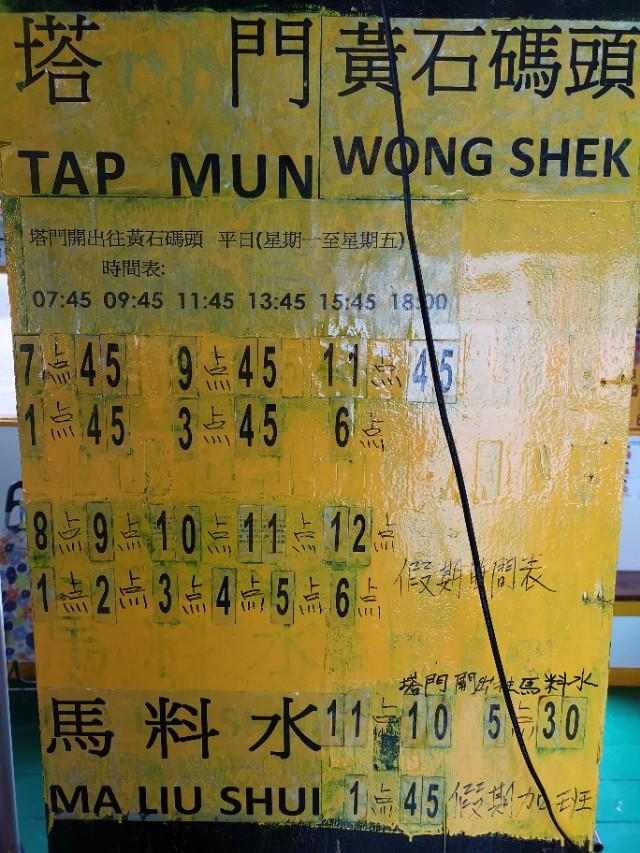 塔門 黃石碼頭
TAP MUN WONG SHEK
塔門開出往黃石碼頭 平日(星期一至星期五)
時間表:
07:45 09:45 11:45 13:45 15:45 18:00
7点45 9点45 11点45
1点45 3点45 6点
8点 9点 10点 11点 12点
1点 2点 3点 4点 5点 6点
假期時間表
塔門開出往馬料水
馬料水 11点10 5点30
MA LIU SHUI 1点45 假期加班